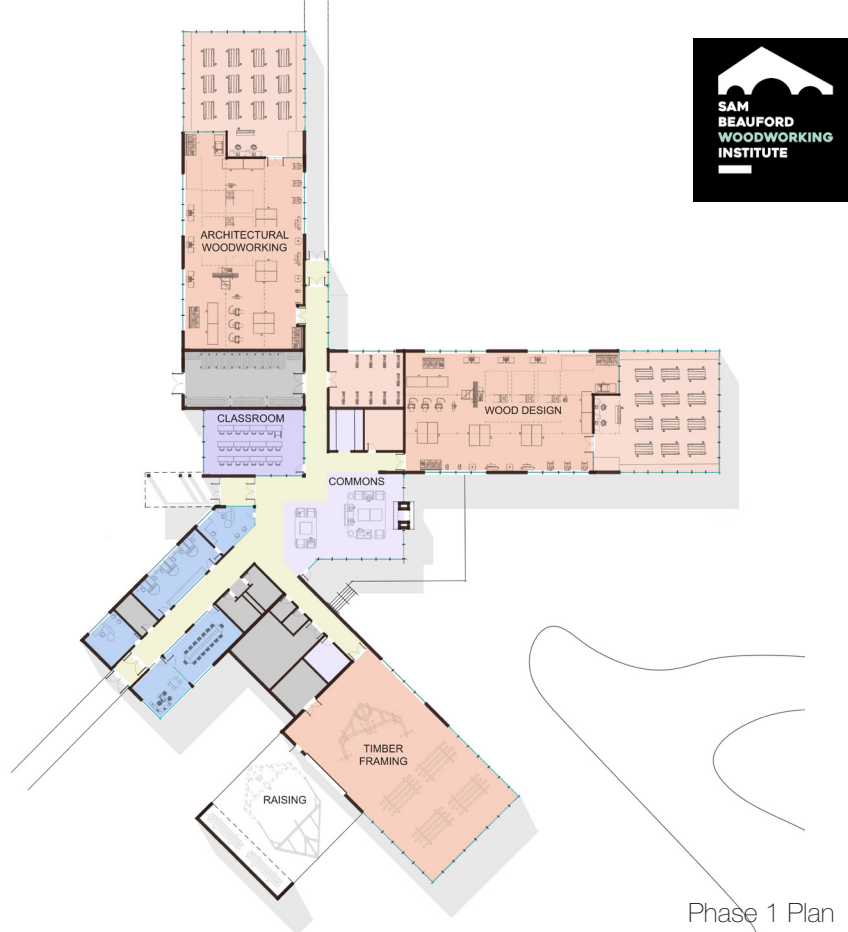 SAM
BEAUFORD
WOODWORKING
INSTITUTE
ARCHITECTURAL
WOODWORKING
CLASSROOM
WOOD DESIGN
COMMONS
TIMBER
FRAMING
RAISING
Phase 1 Plan